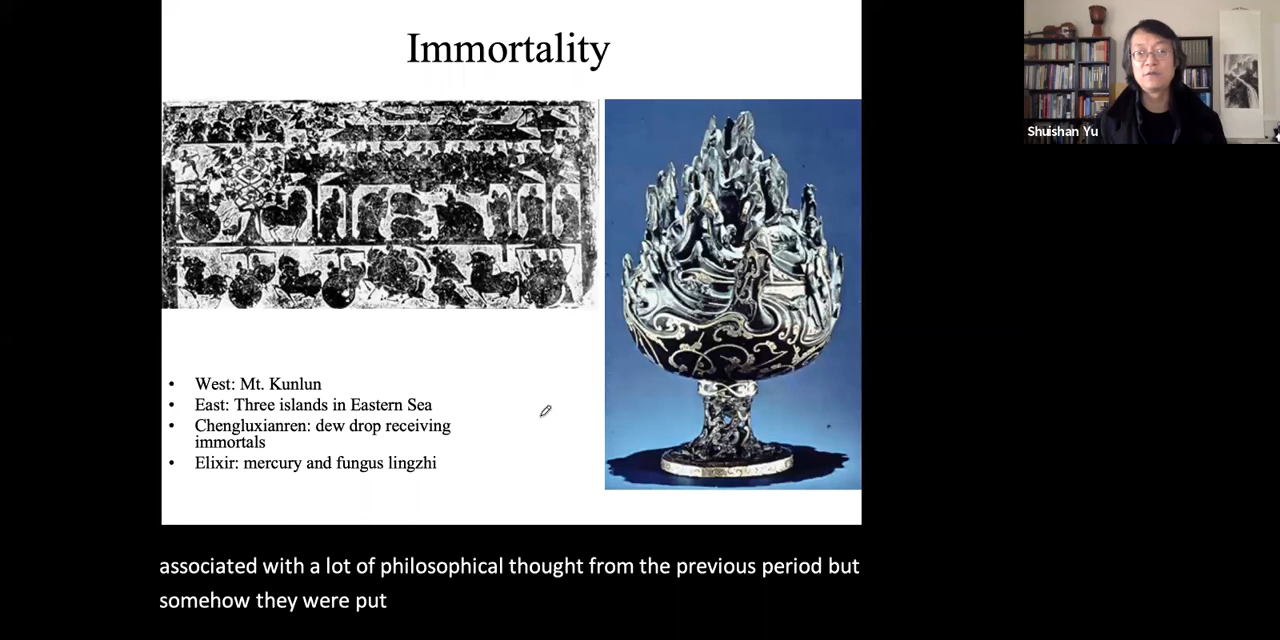 Immortality
Shuishan Yu
• West: Mt. Kunlun
• East: Three islands in Eastern Sea
• Chengluxianren: dew drop receiving
immortals
• Elixir: mercury and fungus lingzhi
associated with a lot of philosophical thought from the previous period but
somehow they were put